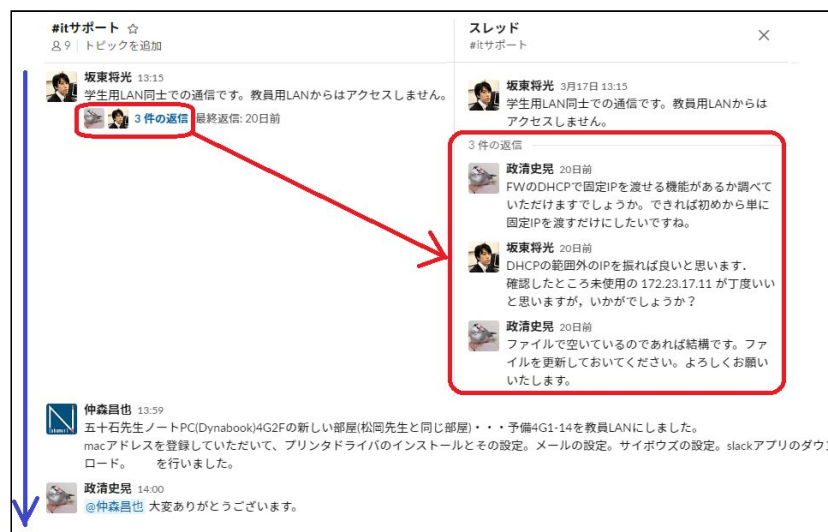 #itサポート ☆
9 | トピックを追加
坂東将光 13:15
学生用LAN同士での通信です。教員用LANからはアクセスしません。
3 件の返信 最終返信: 20日前
スレッド
#itサポート
坂東将光 3月17日 13:15
学生用LAN同士での通信です。教員用LANからは
アクセスしません。
3 件の返信
政清史晃 20日前
FWのDHCPで固定IPを渡せる機能があるか調べて
いただけますでしょうか。できれば初めから単に
固定IPを渡すだけにしたいですね。
坂東将光 20日前
DHCPの範囲外のIPを振れば良いと思います.
確認したところ未使用の 172.23.17.11 が丁度いい
と思いますが，いかがでしょうか？
政清史晃 20日前
ファイルで空いているのであれば結構です。ファ
イルを更新しておいてください。よろしくお願い
いたします。
仲森昌也 13:59
五十石先生ノートPC(Dynabook)4G2Fの新しい部屋(松岡先生と同じ部屋)・・・予備4G1-14を教員LANにしました。
macアドレスを登録していただいて、プリンタドライバのインストールとその設定。メールの設定。サイボウズの設定。slackアプリのダウン
ロード。 を行いました。
政清史晃 14:00
@仲森昌也 大変ありがとうございます。